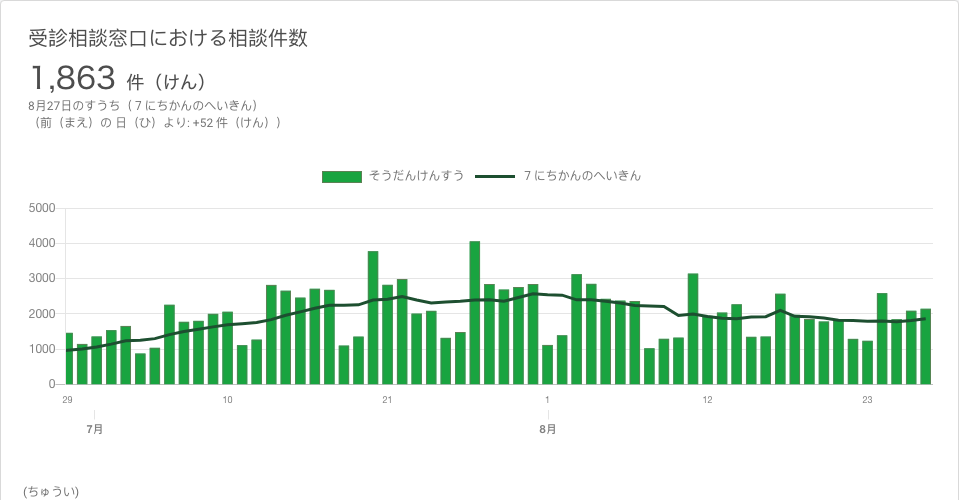 受診相談窓口における相談件数
1,863 件（けん）
8月27日のすうち（７にちかんのへいきん）
（前（まえ）の 日（ひ）より: +52 件（けん））
そうだんけんすう ７にちかんのへいきん
5000
4000
3000
2000
1000
0
29 10 21 1 12 23
7月 8月
(ちゅうい)